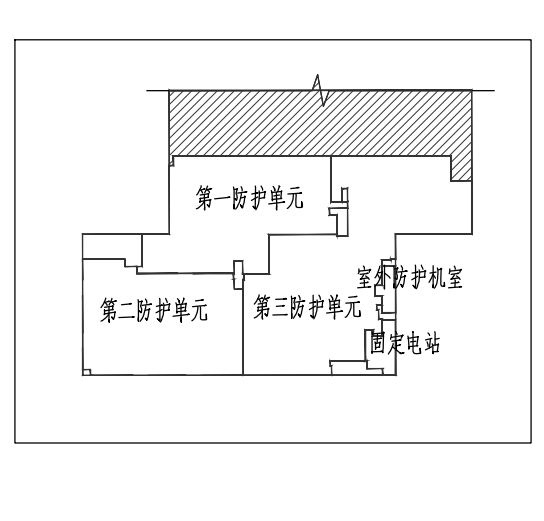 第一防护单元
室外防护机室
第二防护单元
第三防护单元
固定电站